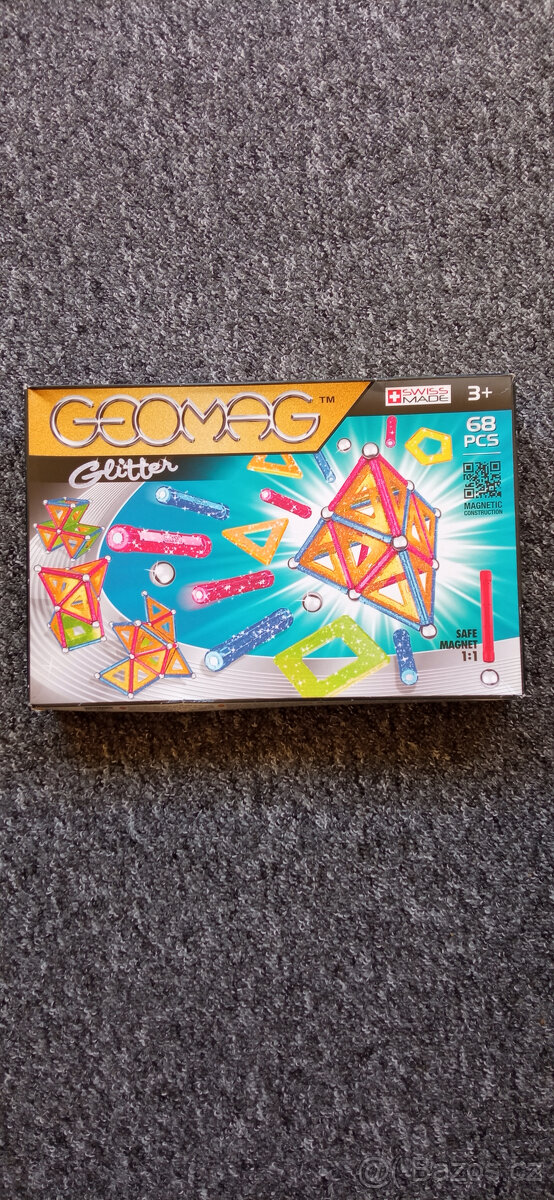 GEOMAG™
Glitter
SWISS
MADE
3+
68
PCS
MAGNETIC
CONSTRUCTION
SAFE
MAGNET
1:1
Bazos.cz